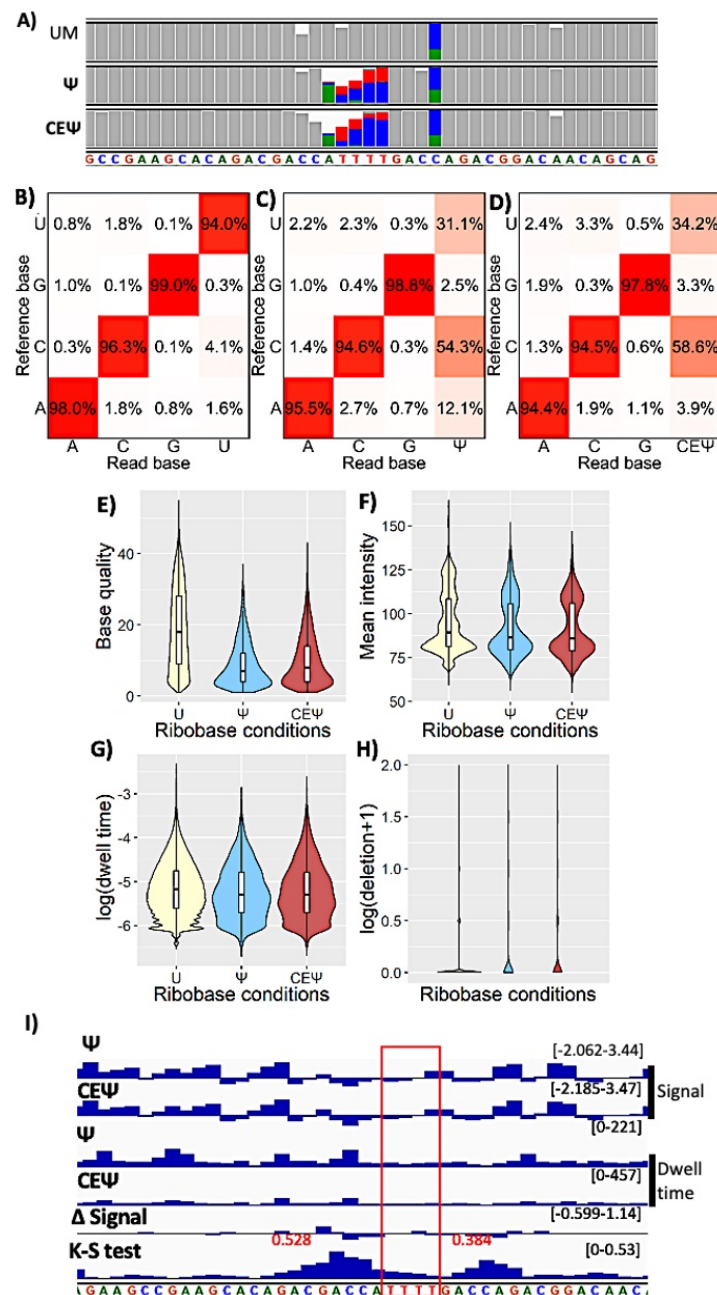 A)
UM
Ψ
CEΨ
GCCGAAGCACAGACGACCATTTTGACCAGACGGACAACAGCAG
B) C) D)
Reference base
U 0.8% 1.8% 0.1% 94.0%
G 1.0% 0.1% 99.0% 0.3%
C 0.3% 96.3% 0.1% 4.1%
A 98.0% 1.8% 0.8% 1.6%
A C G U
Read base
Reference base
U 2.2% 2.3% 0.3% 31.1%
G 1.0% 0.4% 98.8% 2.5%
C 1.4% 94.6% 0.3% 54.3%
A 95.5% 2.7% 0.7% 12.1%
A C G Ψ
Read base
Reference base
U 2.4% 3.3% 0.5% 34.2%
G 1.9% 0.3% 97.8% 3.3%
C 1.3% 94.5% 0.6% 58.6%
A 94.4% 1.9% 1.1% 3.9%
A C G CEΨ
Read base
E)
Base quality
40
20
0
U Ψ CEΨ
Ribobase conditions
F)
Mean intensity
150
125
100
75
50
U Ψ CEΨ
Ribobase conditions
G)
log(dwell time)
-3
-4
-5
-6
U Ψ CEΨ
Ribobase conditions
H)
log(deletion+1)
2.0
1.5
1.0
0.5
0.0
Ribobase conditions
I)
Ψ [-2.062-3.44]
CEΨ [-2.185-3.47]
Signal
Ψ [0-221]
CEΨ [0-457]
Dwell
time
Δ Signal [-0.599-1.14]
0.528 0.384
K-S test [0-0.53]
AGAAGCCGAAGCACAGACGACCATTTTGACCAGACGGACAACA